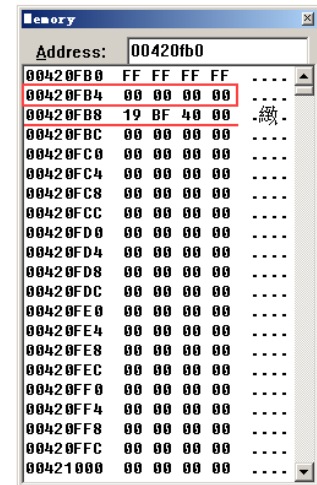 Memory
Address: 00420fb0
00420FB0 FF FF FF FF ....
00420FB4 00 00 00 00 ....
00420FB8 19 BF 40 00 .緻.
00420FBC 00 00 00 00 ....
00420FC0 00 00 00 00 ....
00420FC4 00 00 00 00 ....
00420FC8 00 00 00 00 ....
00420FCC 00 00 00 00 ....
00420FD0 00 00 00 00 ....
00420FD4 00 00 00 00 ....
00420FD8 00 00 00 00 ....
00420FDC 00 00 00 00 ....
00420FE0 00 00 00 00 ....
00420FE4 00 00 00 00 ....
00420FE8 00 00 00 00 ....
00420FEC 00 00 00 00 ....
00420FF0 00 00 00 00 ....
00420FF4 00 00 00 00 ....
00420FF8 00 00 00 00 ....
00420FFC 00 00 00 00 ....
00421000 00 00 00 00 ....